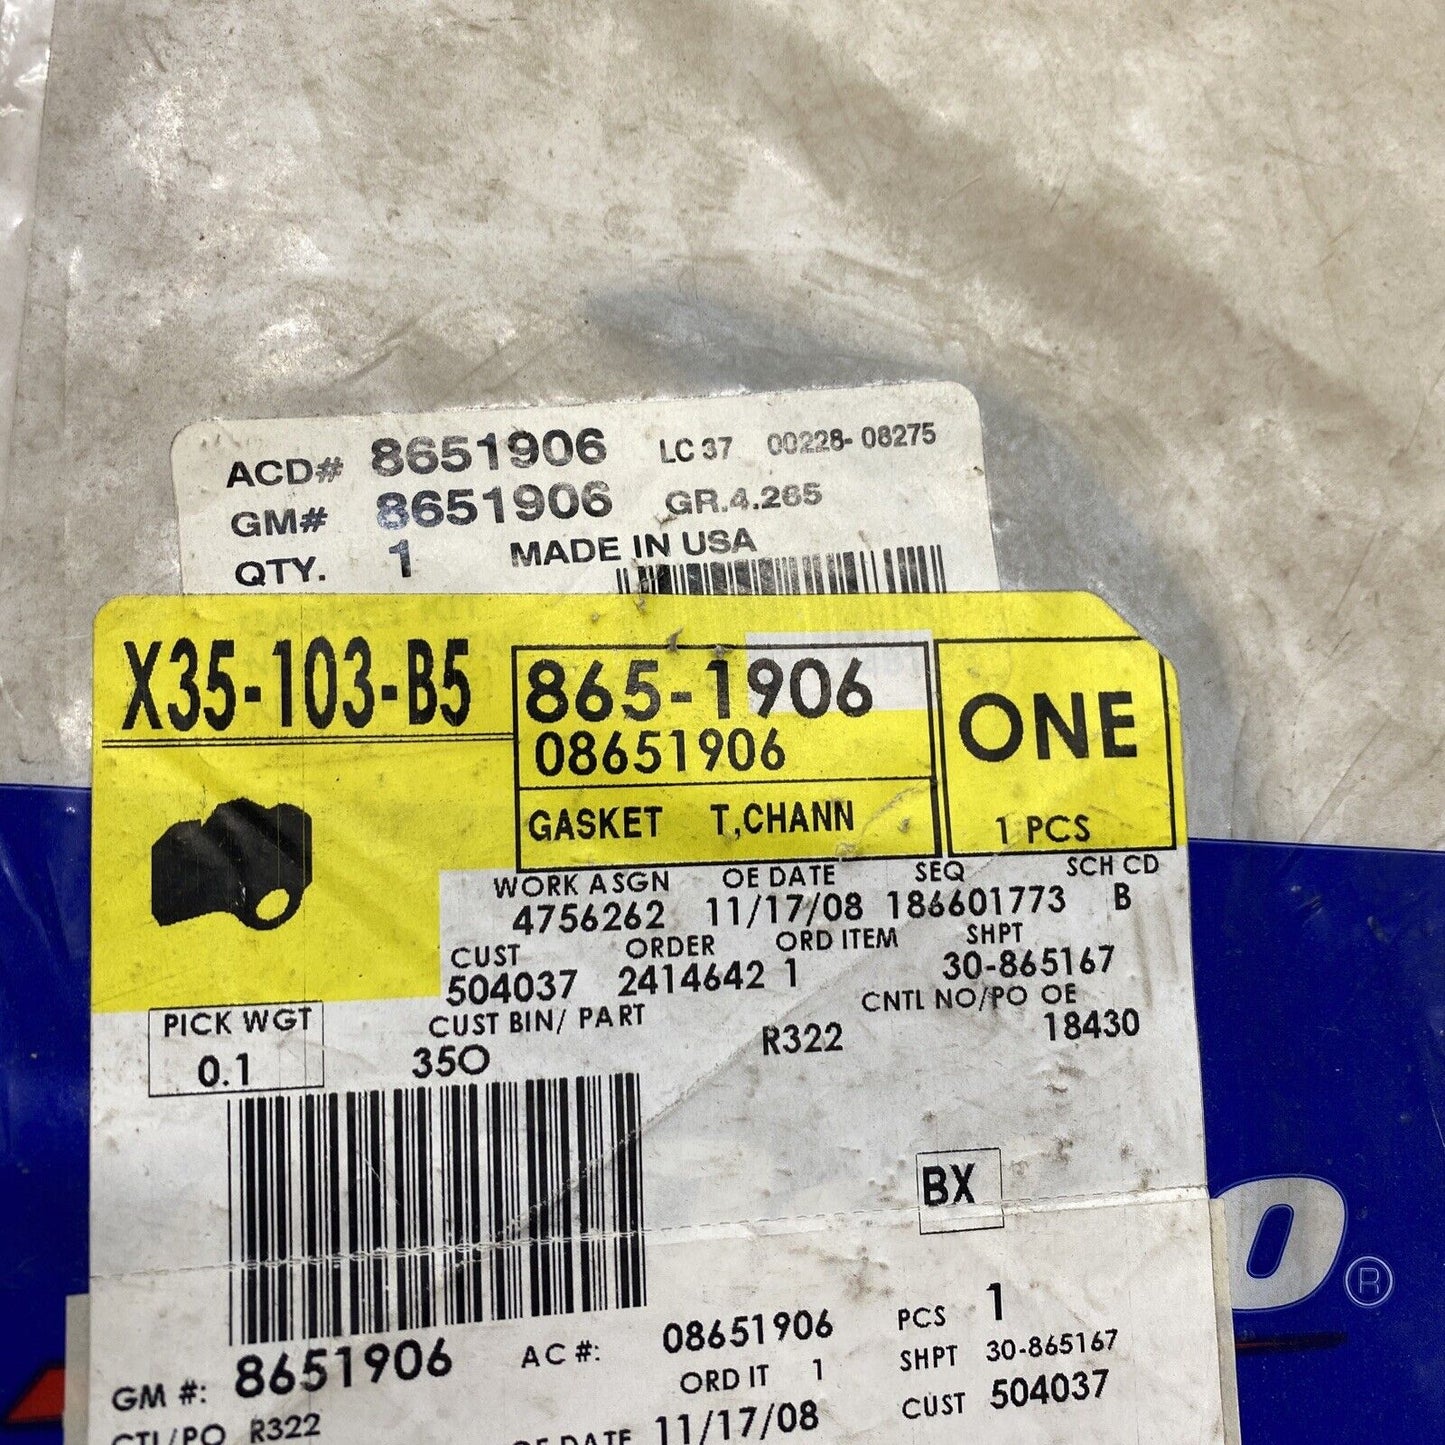 ACD# 8651906 LC 37 00228-08275
GM# 8651906 GR.4.265
QTY. 1 MADE IN USA
X35-103-B5
865-1906
08651906
GASKET T,CHANN
ONE
1 PCS
WORK ASGN OE DATE SEQ SCH CD
4756262 11/17/08 186601773 B
CUST ORDER ORD ITEM SHPT
504037 2414642 1 30-865167
PICK WGT CUST BIN/ PART CNTL NO/PO OE
0.1 35O R322 18430
BX
GM #: 8651906 AC #: 08651906 PCS 1
ORD IT 1 SHPT 30-865167
CTL/PO R322 OE DATE 11/17/08 CUST 504037
O®